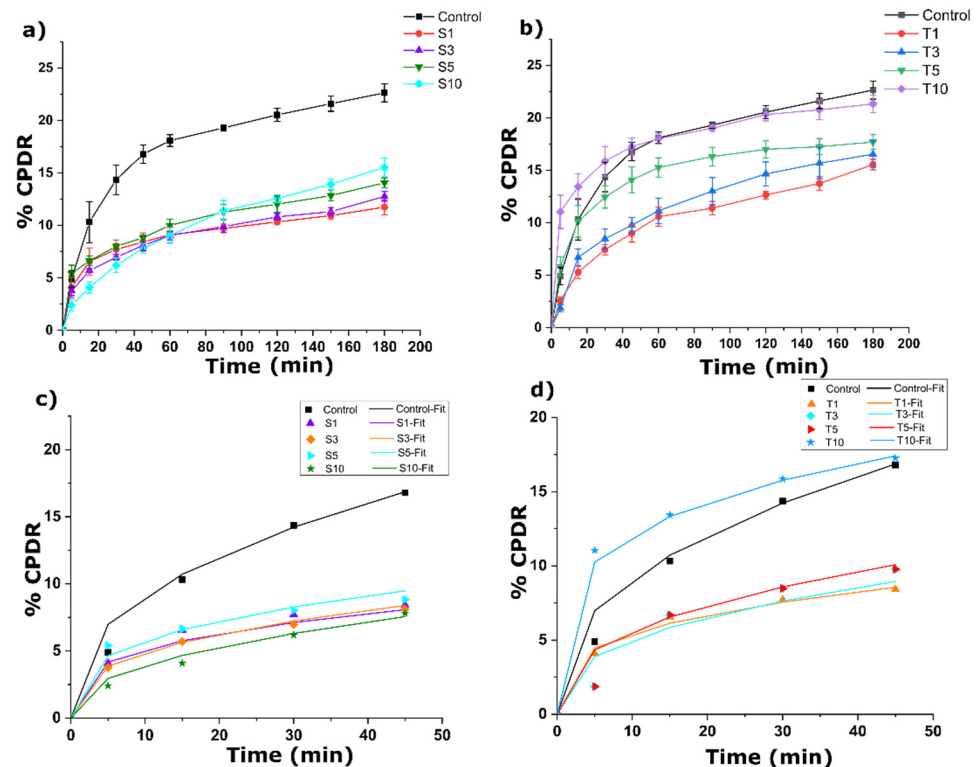 a)
Control
S1
S3
S5
S10
% CPDR
25
20
15
10
5
0
0 20 40 60 80 100 120 140 160 180 200
Time (min)
b)
Control
T1
T3
T5
T10
% CPDR
25
20
15
10
5
0
0 20 40 60 80 100 120 140 160 180 200
Time (min)
c)
Control Control-Fit
S1 S1-Fit
S3 S3-Fit
S5 S5-Fit
S10 S10-Fit
% CPDR
20
15
10
5
0
0 10 20 30 40 50
Time (min)
d)
Control Control-Fit
T1 T1-Fit
T3 T3-Fit
T5 T5-Fit
T10 T10-Fit
% CPDR
20
15
10
5
0
0 10 20 30 40 50
Time (min)